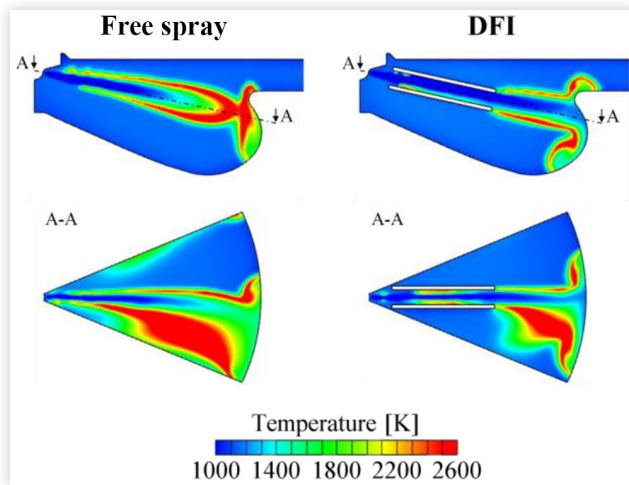 Free spray DFI
A A
A A
A-A A-A
Temperature [K]
1000 1400 1800 2200 2600